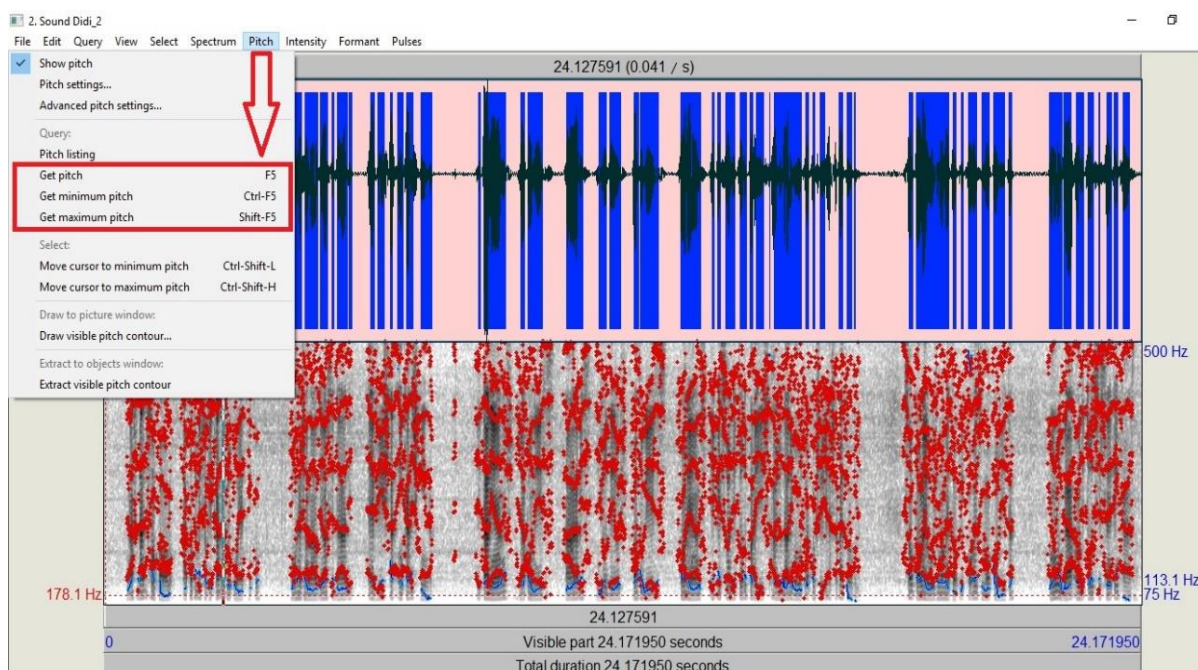 2. Sound Didi_2
File Edit Query View Select Spectrum Pitch Intensity Formant Pulses
Show pitch
Pitch settings...
Advanced pitch settings...
Query:
Pitch listing
Get pitch F5
Get minimum pitch Ctrl-F5
Get maximum pitch Shift-F5
Select:
Move cursor to minimum pitch Ctrl-Shift-L
Move cursor to maximum pitch Ctrl-Shift-H
Draw to picture window:
Draw visible pitch contour...
Extract to objects window:
Extract visible pitch contour
24.127591 (0.041 / s)
500 Hz
178.1 Hz
113.1 Hz
75 Hz
24.127591
0 Visible part 24.171950 seconds 24.171950
Total duration 24.171950 seconds